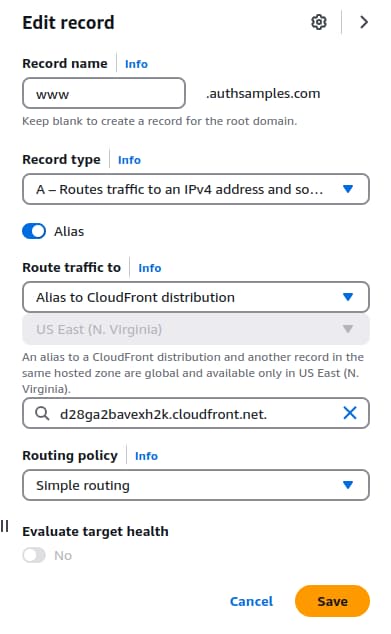 Edit record
Record name Info
www .authsamples.com
Keep blank to create a record for the root domain.
Record type Info
A – Routes traffic to an IPv4 address and so...
Alias
Route traffic to Info
Alias to CloudFront distribution
US East (N. Virginia)
An alias to a CloudFront distribution and another record in the
same hosted zone are global and available only in US East (N.
Virginia).
d28ga2bavexh2k.cloudfront.net.
Routing policy Info
Simple routing
Evaluate target health
No
Cancel Save